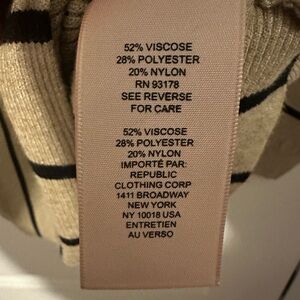 52% VISCOSE
28% POLYESTER
20% NYLON
RN 93178
SEE REVERSE
FOR CARE
52% VISCOSE
28% POLYESTER
20% NYLON
IMPORTÉ PAR:
REPUBLIC
CLOTHING CORP
1411 BROADWAY
NEW YORK
NY 10018 USA
ENTRETIEN
AU VERSO